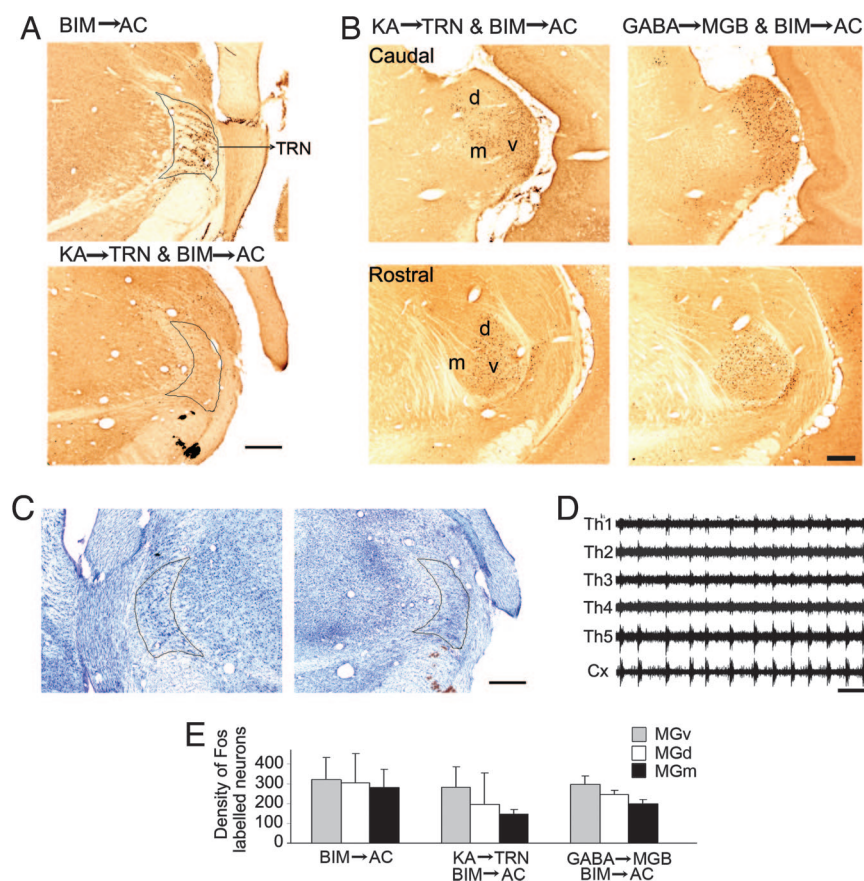 A
BIM→AC
TRN
KA→TRN & BIM→AC
B
KA→TRN & BIM→AC
GABA→MGB & BIM→AC
Caudal
d
m
v
Rostral
d
m
v
C
D
Th1
Th2
Th3
Th4
Th5
Cx
E
Density of Fos
labelled neurons
400
300
200
100
0
MGv
MGd
MGm
BIM→AC
KA→TRN
BIM→AC
GABA→MGB
BIM→AC